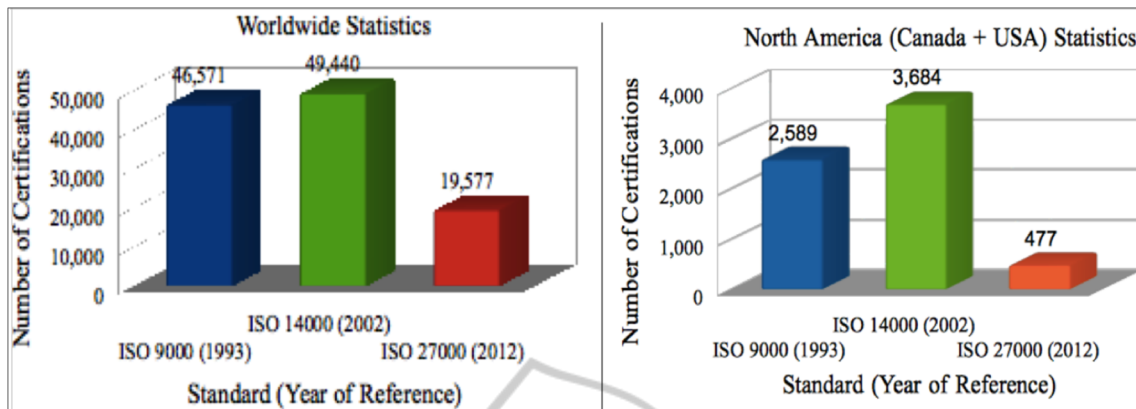 Worldwide Statistics
Number of Certifications
50,000
40,000
30,000
20,000
10,000
0
46,571
49,440
19,577
ISO 14000 (2002)
ISO 9000 (1993) ISO 27000 (2012)
Standard (Year of Reference)
North America (Canada + USA) Statistics
Number of Certifications
4,000
3,000
2,000
1,000
0
2,589
3,684
477
ISO 14000 (2002)
ISO 9000 (1993) ISO 27000 (2012)
Standard (Year of Reference)